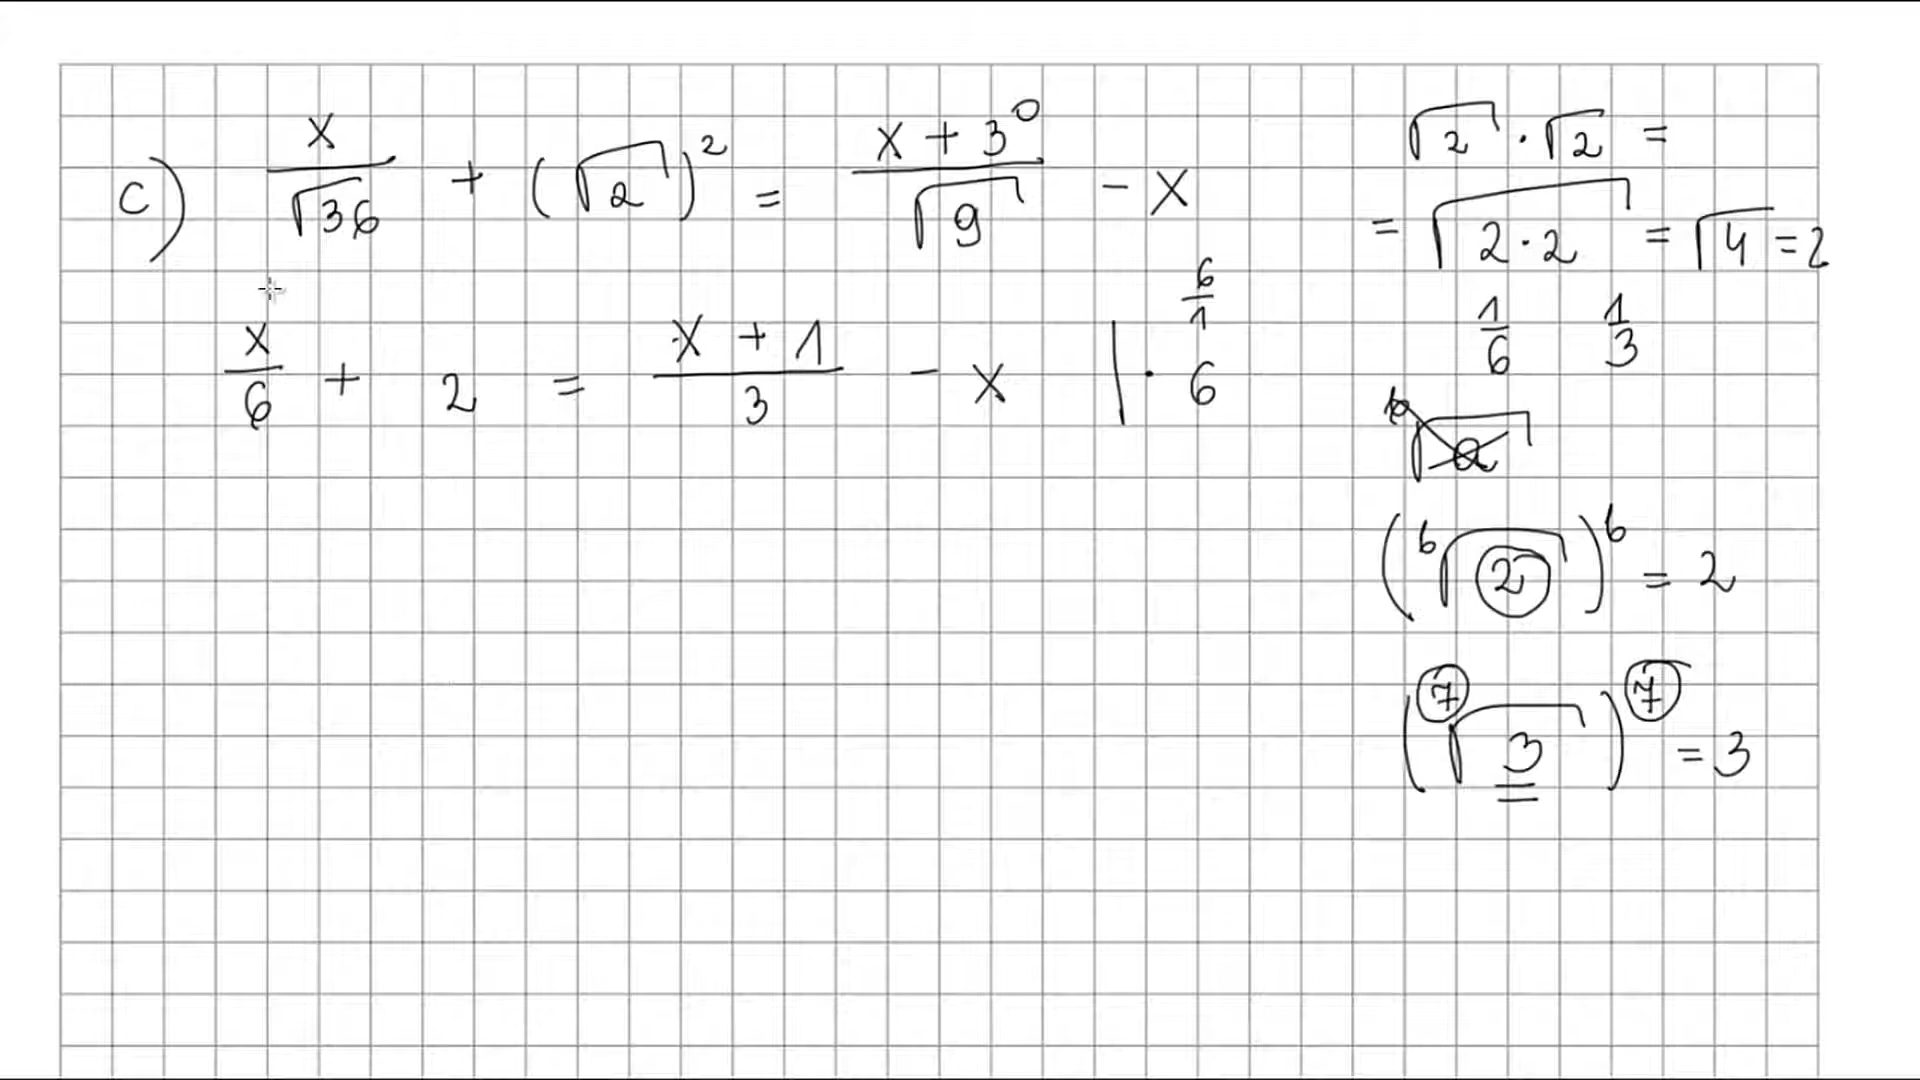 c) x/√36 + (√2)² = (x + 3⁰)/√9 - x
x/6 + 2 = (x + 1)/3 - x | · 6
6/1
√2 · √2 =
= √2·2 = √4 = 2
1/6 1/3
(⁶√2)⁶ = 2
(⁷√3)⁷ = 3